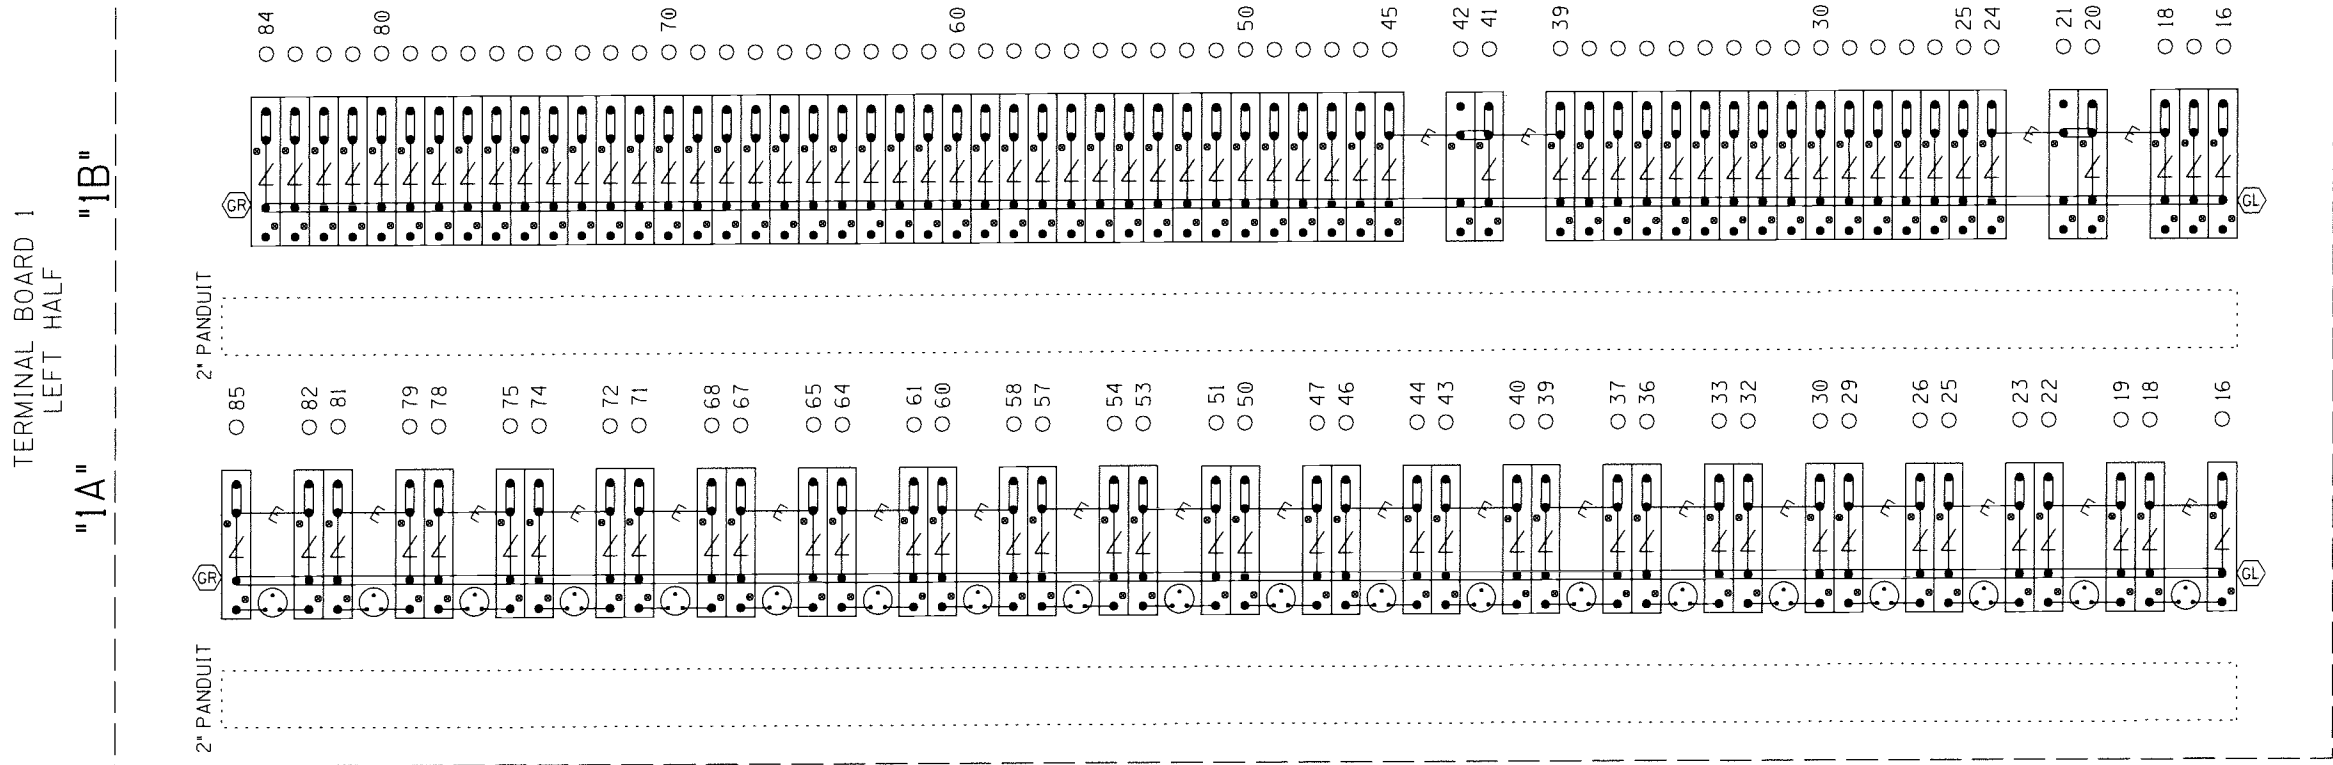 TERMINAL BOARD 1
LEFT HALF
"1B"
84 80 70 60 50 45 42 41 39 30 25 24 21 20 18 16
GR GL
2" PANDUIT
"1A"
85 82 81 79 78 75 74 72 71 68 67 65 64 61 60 58 57 54 53 51 50 47 46 44 43 40 39 37 36 33 32 30 29 26 25 23 22 19 18 16
GR GL
2" PANDUIT